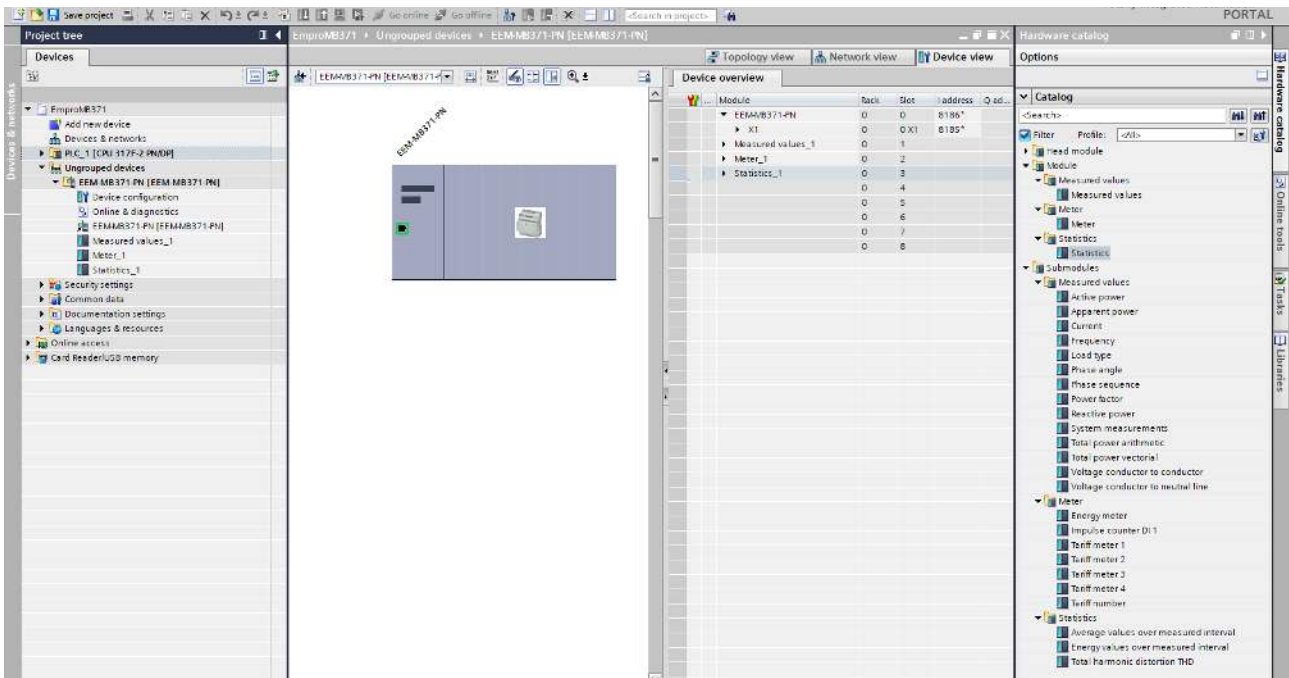 Save project
Go online
Go offline
<Search in project>
PORTAL
Project tree
EmproMB371 › Ungrouped devices › EEM-MB371-PN [EEM-MB371-PN]
Hardware catalog
Devices
Topology view
Network view
Device view
Options
EEM-MB371-PN [EEM-MB371-P
Device overview
Devices & networks
EmproMB371
Add new device
Devices & networks
PLC_1 [CPU 317F-2 PN/DP]
Ungrouped devices
EEM-MB371-PN [EEM-MB371-PN]
Device configuration
Online & diagnostics
EEM-MB371-PN [EEM-MB371-PN]
Measured values_1
Meter_1
Statistics_1
Security settings
Common data
Documentation settings
Languages & resources
Online access
Card Reader/USB memory
EEM-MB371-PN
... Module Rack Slot I address Q ad...
EEM-MB371-PN 0 0 8186*
X1 0 0 X1 8185*
Measured values_1 0 1
Meter_1 0 2
Statistics_1 0 3
0 4
0 5
0 6
0 7
0 8
Catalog
<Search>
Filter Profile: <All>
Head module
Module
Measured values
Measured values
Meter
Meter
Statistics
Statistics
Submodules
Measured values
Active power
Apparent power
Current
Frequency
Load type
Phase angle
Phase sequence
Power factor
Reactive power
System measurements
Total power arithmetic
Total power vectorial
Voltage conductor to conductor
Voltage conductor to neutral line
Meter
Energy meter
Impulse counter DI 1
Tariff meter 1
Tariff meter 2
Tariff meter 3
Tariff meter 4
Tariff number
Statistics
Average values over measured interval
Energy values over measured interval
Total harmonic distortion THD
Hardware catalog
Online tools
Tasks
Libraries